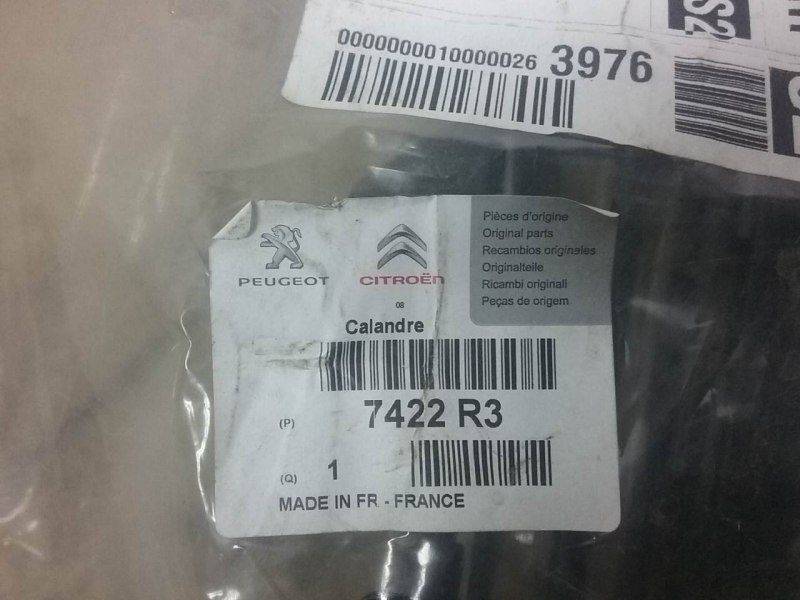 0000000010000026 3976
S2
PEUGEOT
CITROËN
Pièces d'origine
Original parts
Recambios originales
Originalteile
Ricambi originali
Peças de origem
08
Calandre
(P) 7422 R3
(Q) 1
MADE IN FR - FRANCE